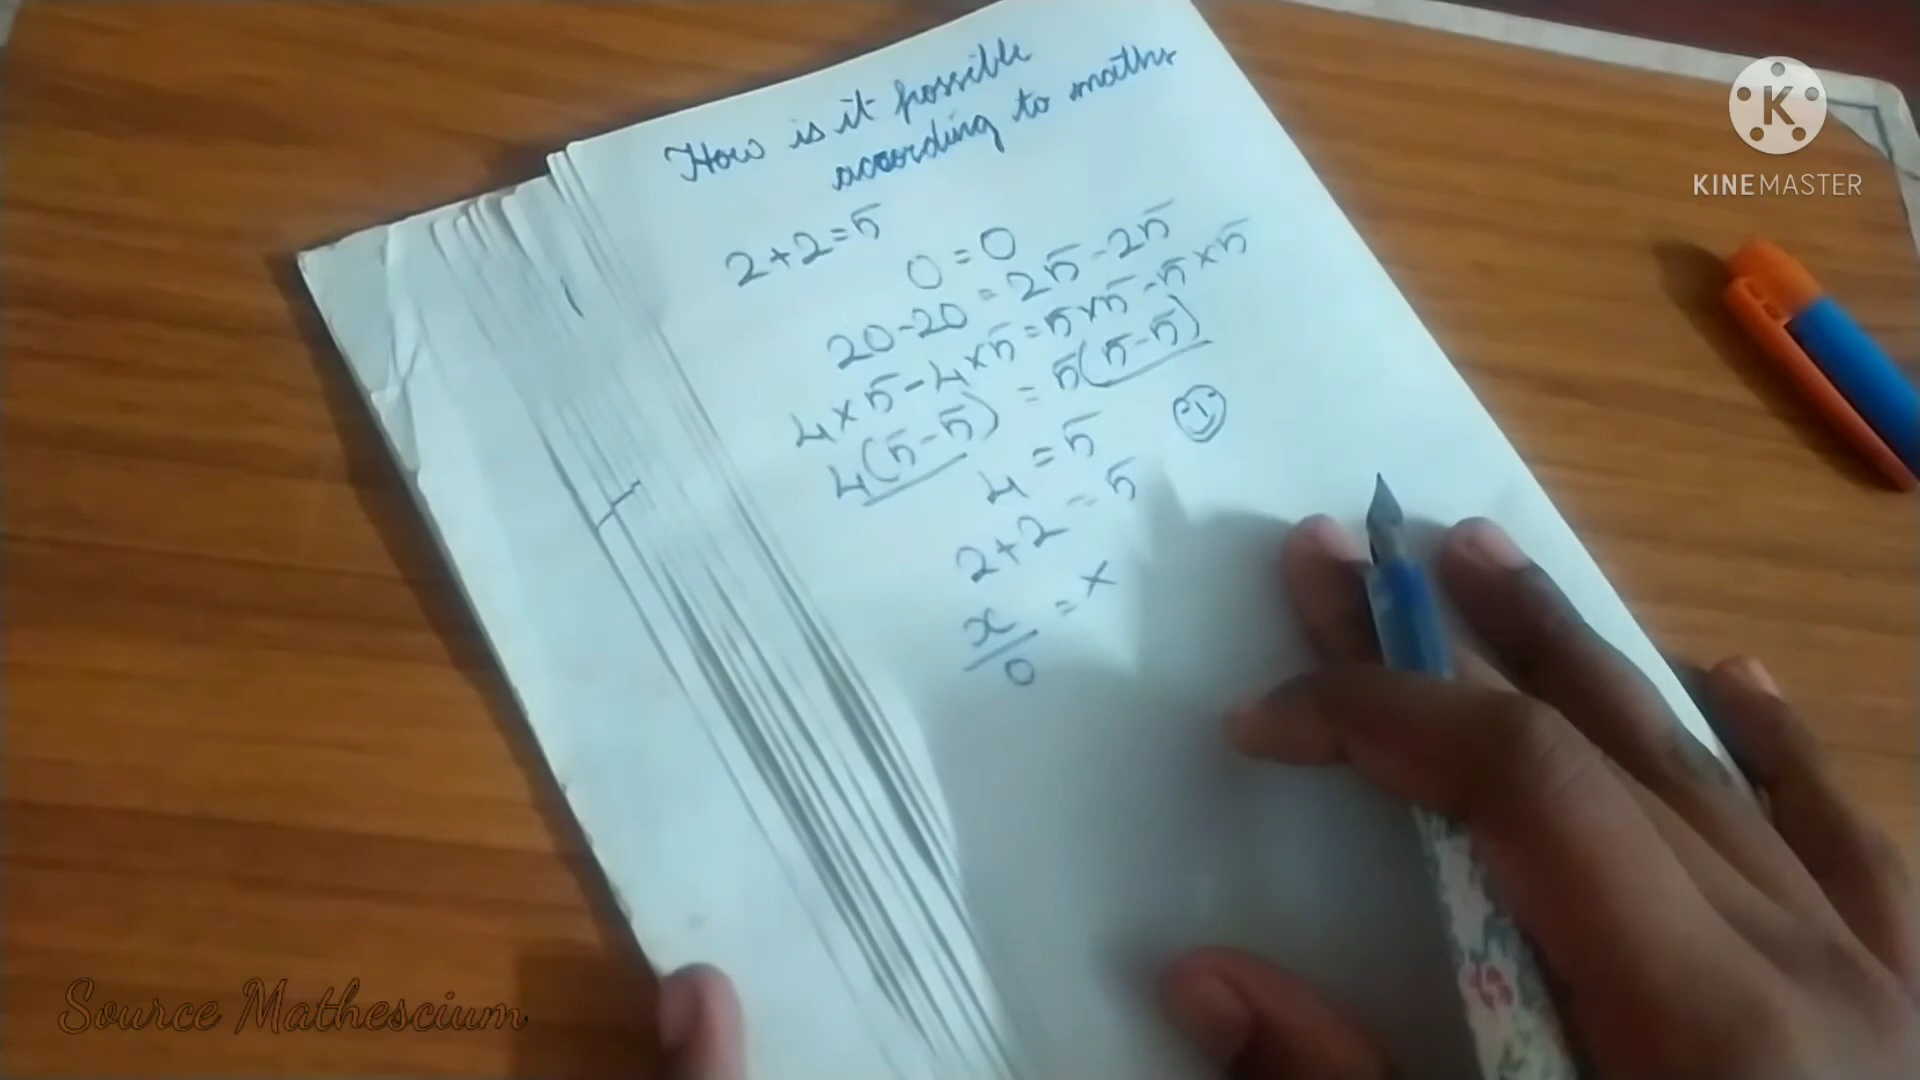 How is it possible
according to maths
2+2=5
0=0
20-20=25-25
4×5-4×5=5×5-5×5
4(5-5) = 5(5-5)
4=5
2+2=5
x/0 = x
K
KINEMASTER
Source Mathescium